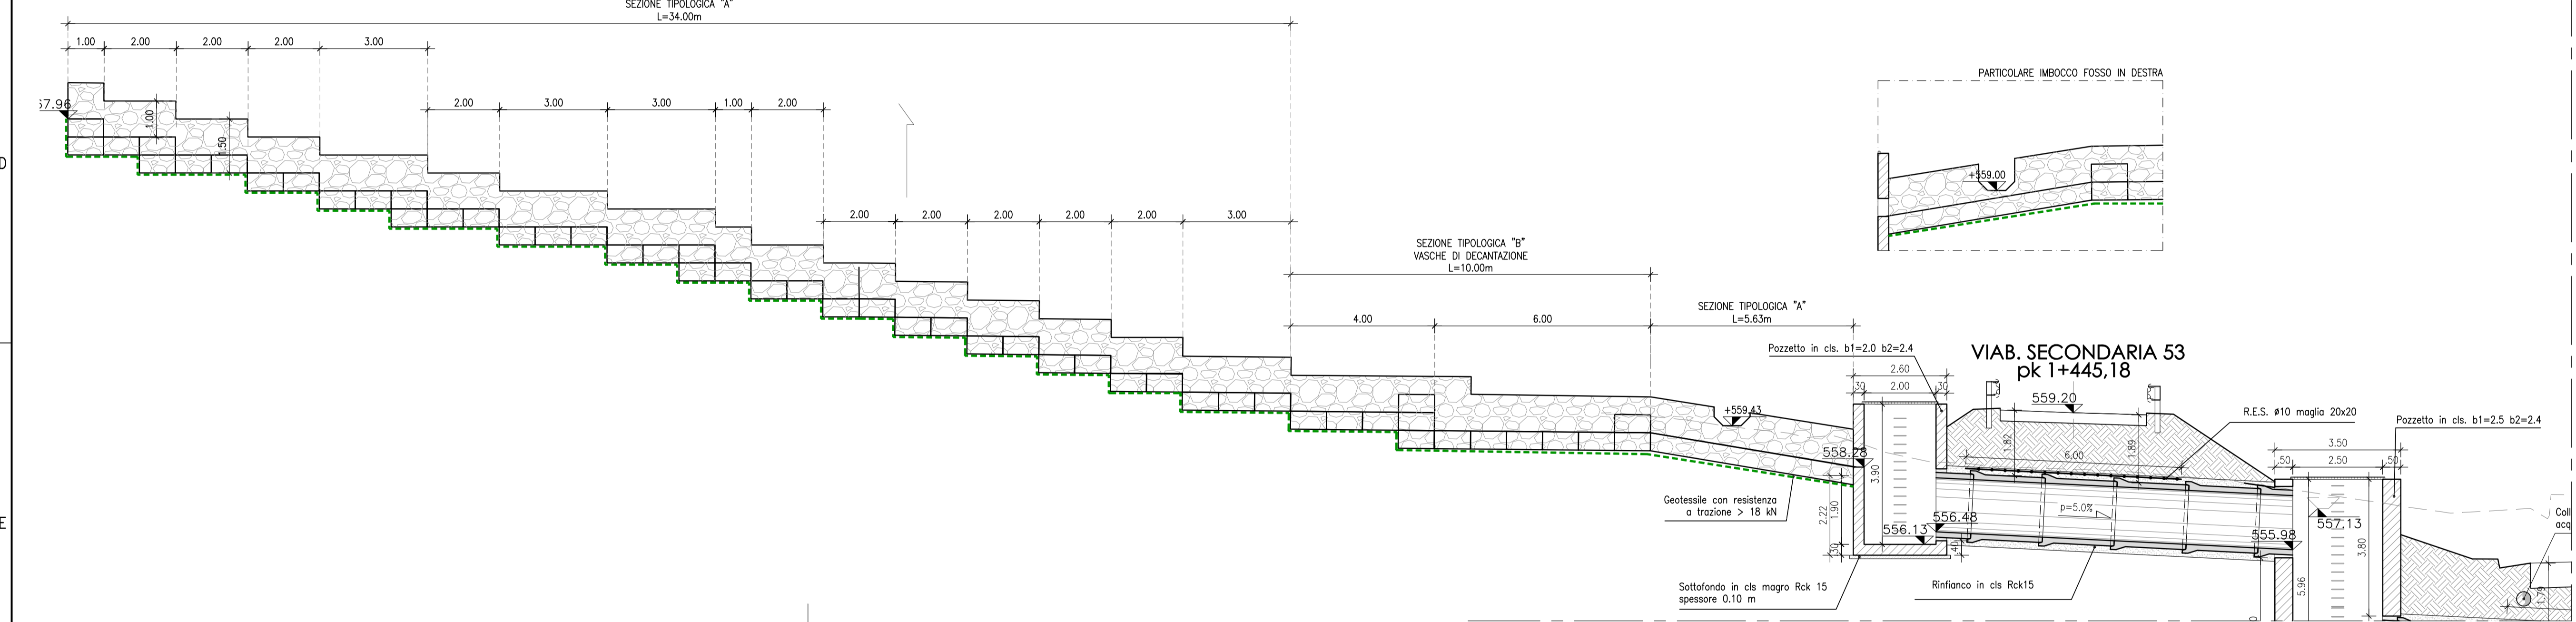 SEZIONE TIPOLOGICA "A"
L=34.00m
1.00 2.00 2.00 2.00 3.00
2.00 3.00 3.00 1.00 2.00
2.00 2.00 2.00 2.00 2.00 3.00
1.00
1.50
SEZIONE TIPOLOGICA "B"
VASCHE DI DECANTAZIONE
L=10.00m
4.00 6.00
SEZIONE TIPOLOGICA "A"
L=5.63m
PARTICOLARE IMBOCCO FOSSO IN DESTRA
+559.00
D
E
+559.43
Pozzetto in cls. b1=2.0 b2=2.4
2.60
30 2.00 30
VIAB. SECONDARIA 53
pk 1+445,18
559.20
R.E.S. ø10 maglia 20x20
Pozzetto in cls. b1=2.5 b2=2.4
3.50
50 2.50 50
1.82
1.89
6.00
558.28
3.90
Geotessile con resistenza
a trazione > 18 kN
2.22
1.90
30
556.13
556.48
40
p=5.0%
555.98
557.13
3.80
5.96
Sottofondo in cls magro Rck 15
spessore 0.10 m
Rinfianco in cls Rck15
1.79